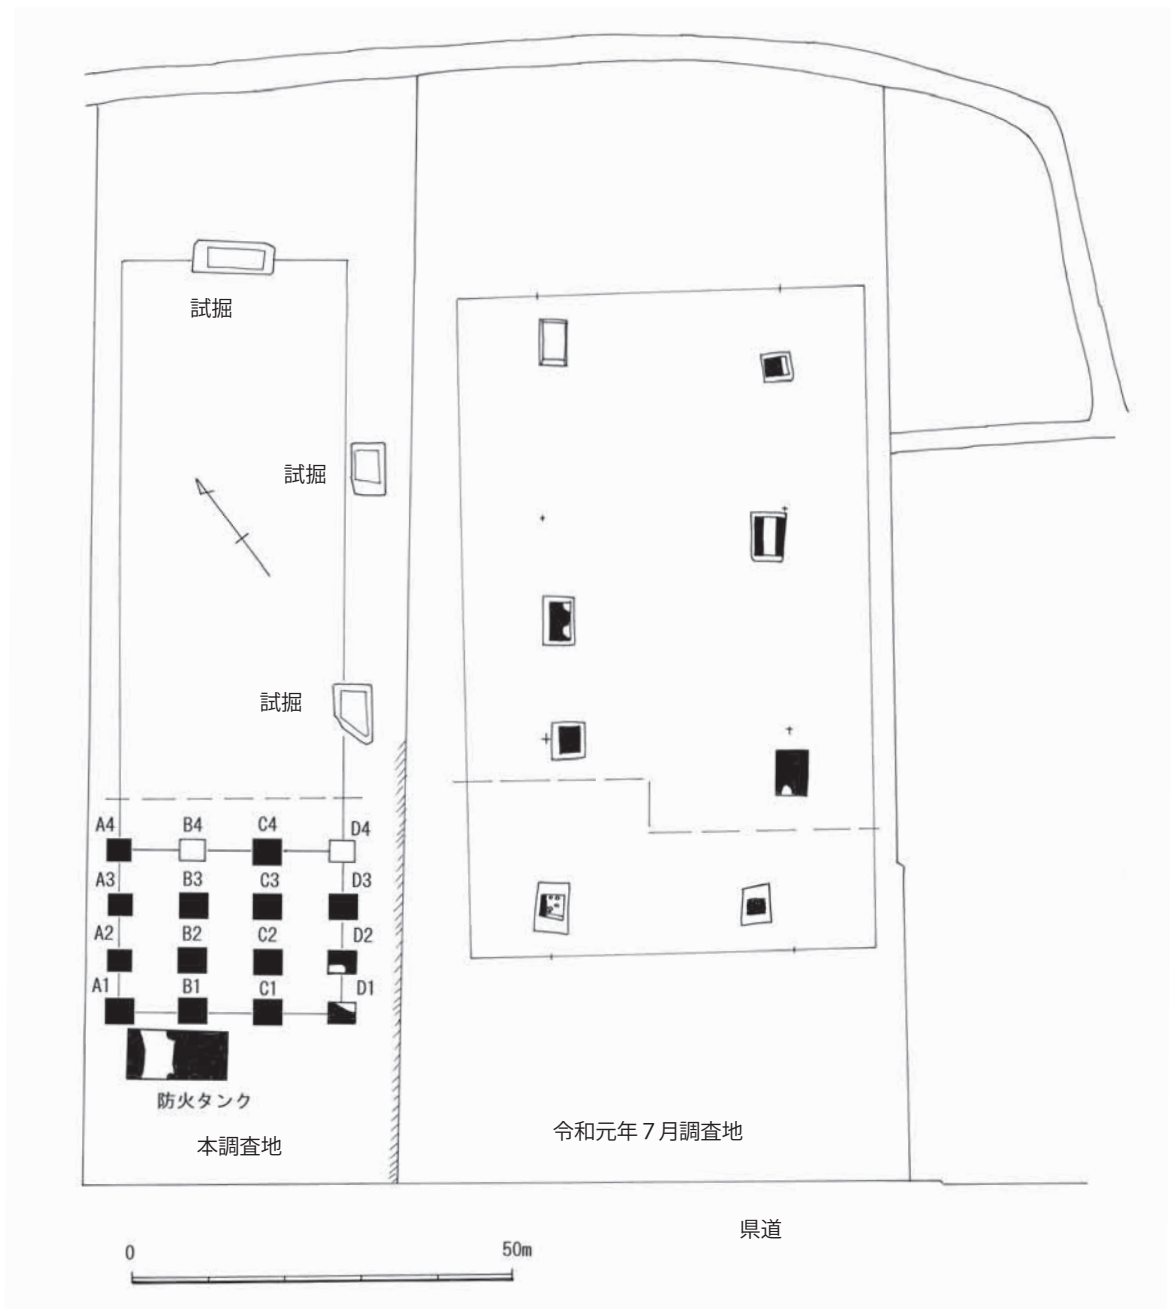 試掘
試掘
試掘
A4 B4 C4 D4
A3 B3 C3 D3
A2 B2 C2 D2
A1 B1 C1 D1
防火タンク
本調査地
令和元年７月調査地
県道
0 50m